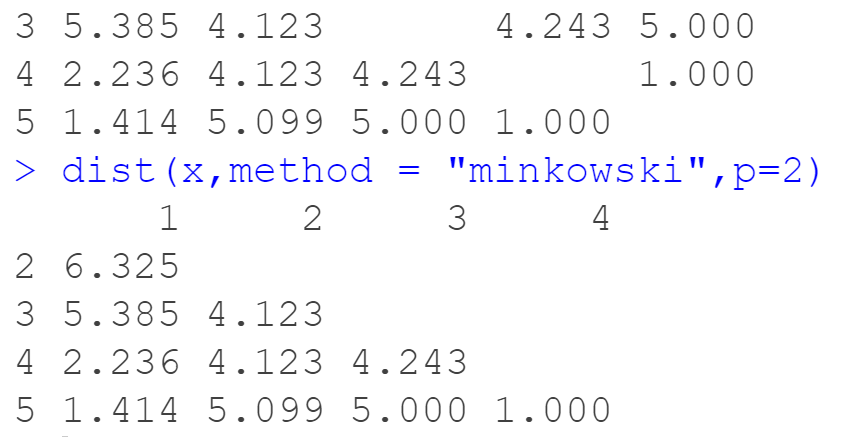 3 5.385 4.123       4.243 5.000
4 2.236 4.123 4.243       1.000
5 1.414 5.099 5.000 1.000
> dist(x,method = "minkowski",p=2)
      1     2     3     4
2 6.325
3 5.385 4.123
4 2.236 4.123 4.243
5 1.414 5.099 5.000 1.000